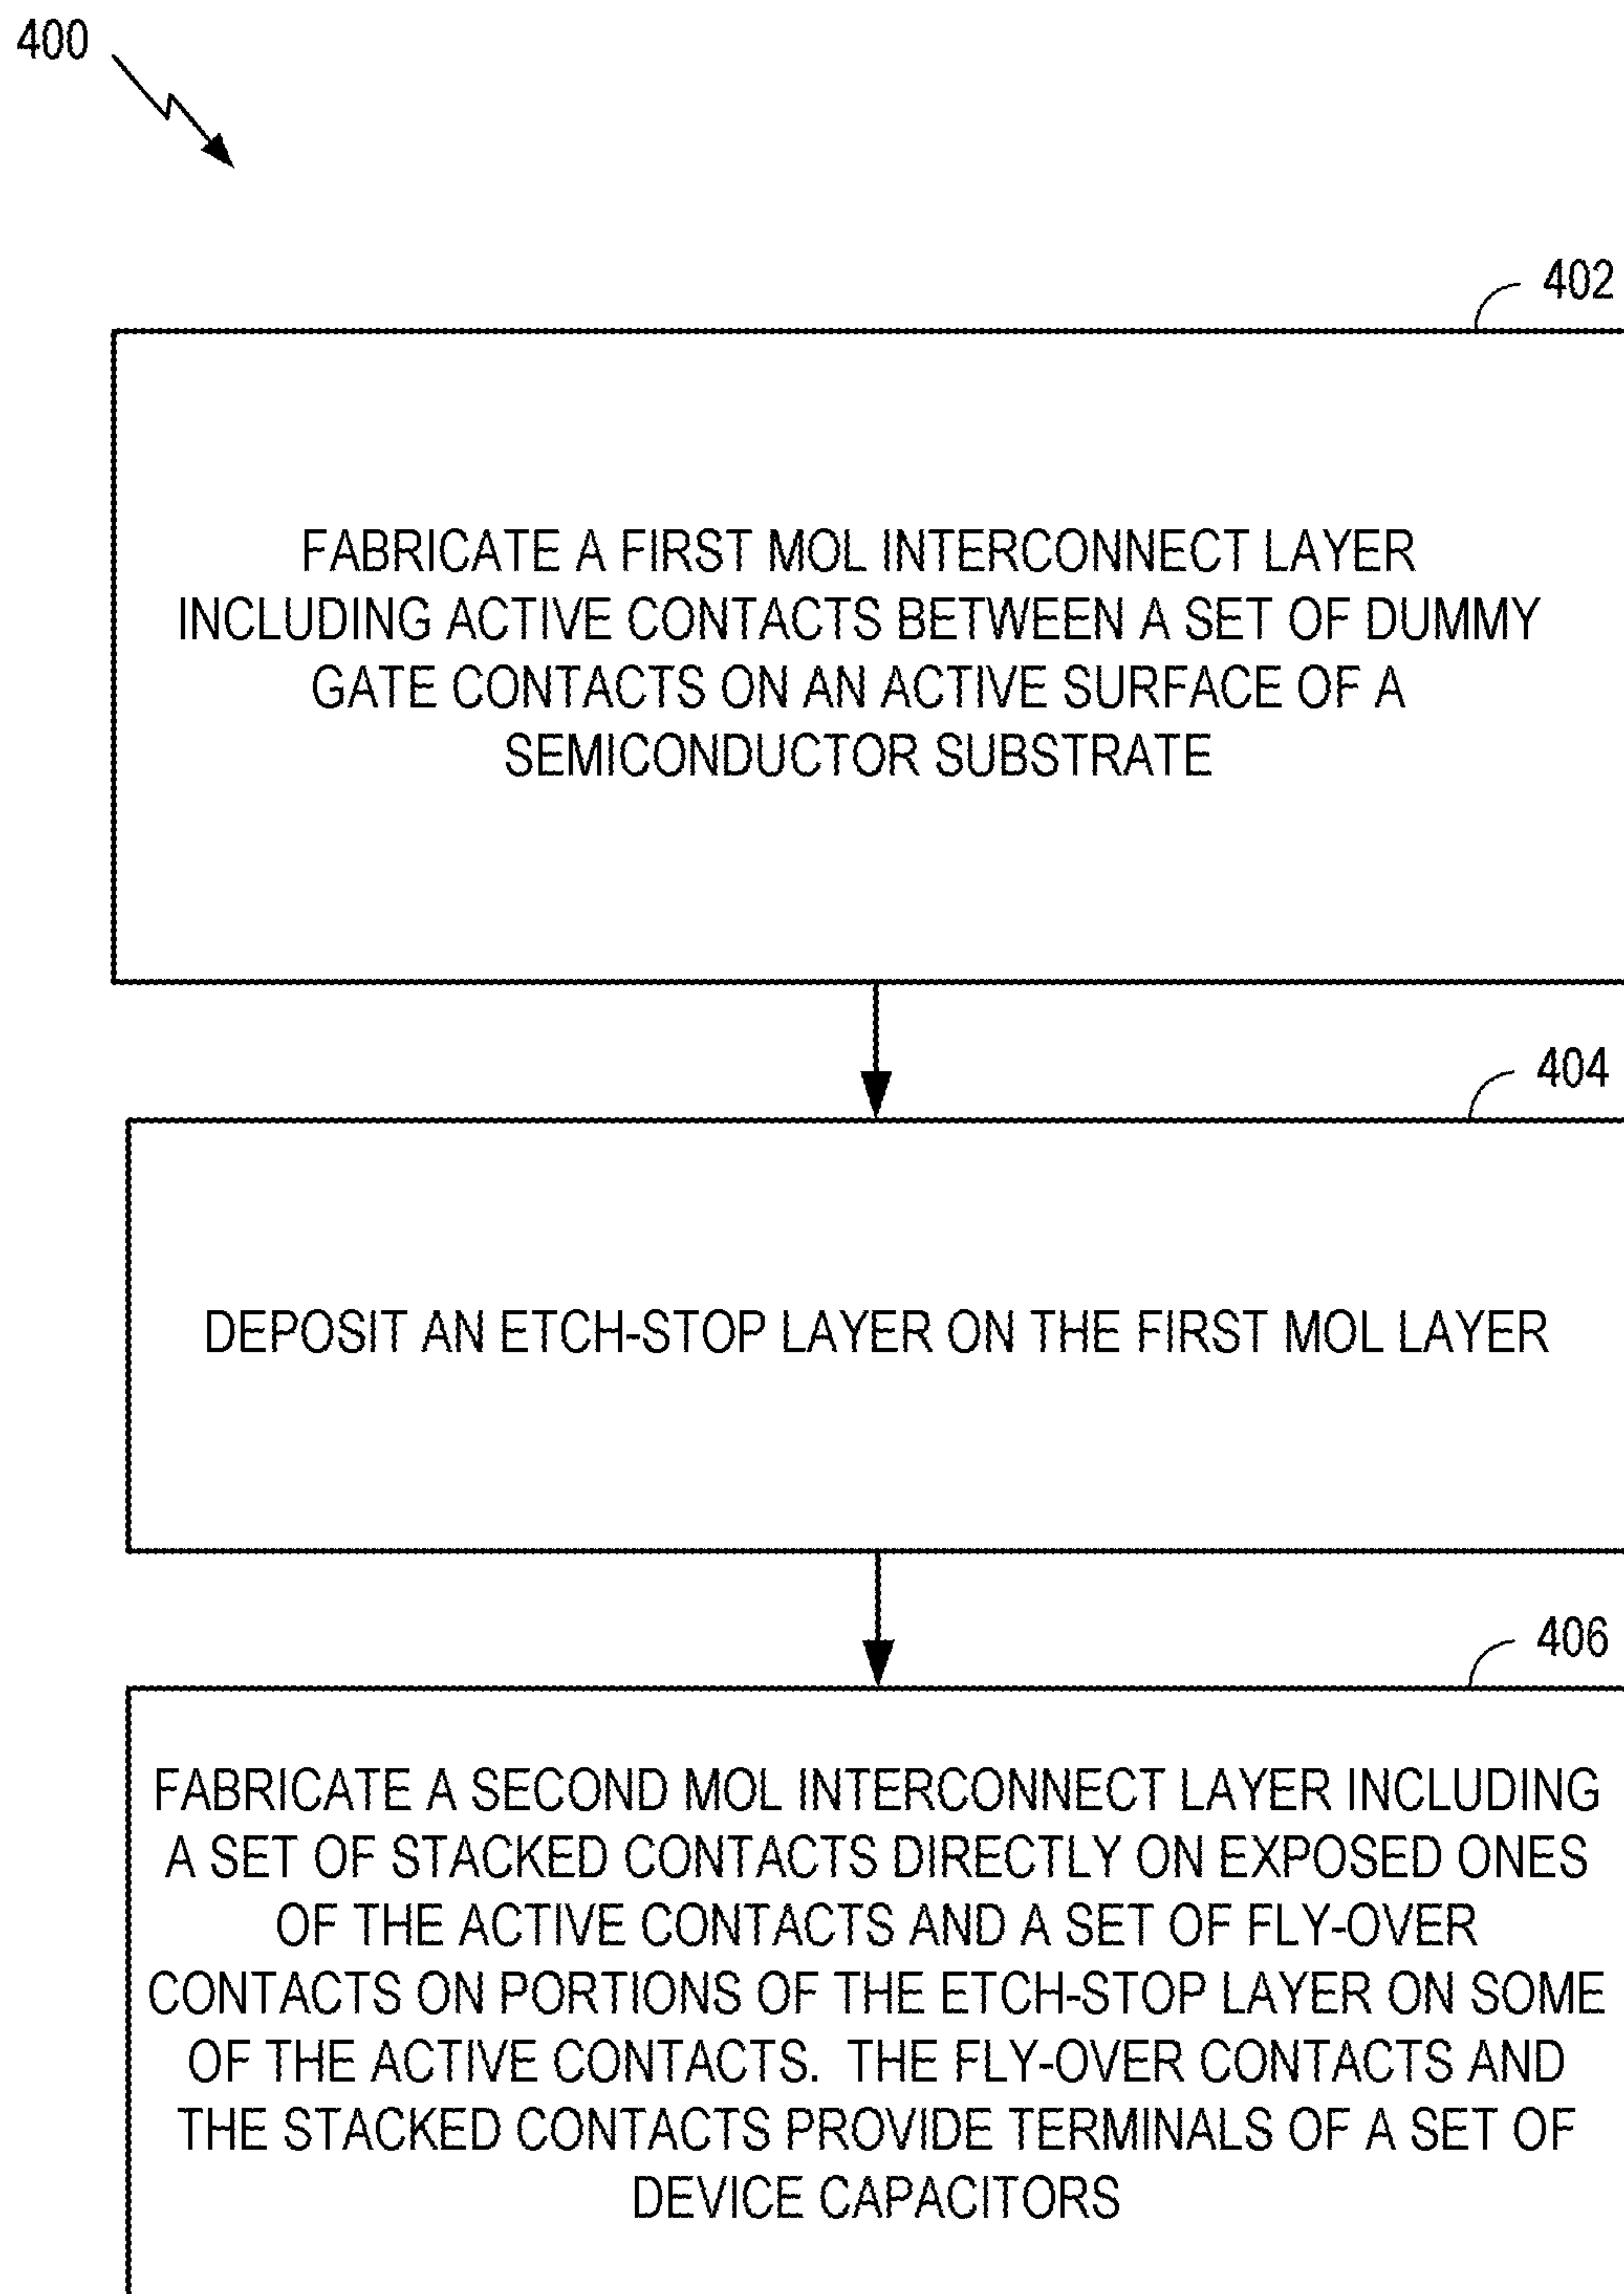 400
402
FABRICATE A FIRST MOL INTERCONNECT LAYER
INCLUDING ACTIVE CONTACTS BETWEEN A SET OF DUMMY
GATE CONTACTS ON AN ACTIVE SURFACE OF A
SEMICONDUCTOR SUBSTRATE
404
DEPOSIT AN ETCH-STOP LAYER ON THE FIRST MOL LAYER
406
FABRICATE A SECOND MOL INTERCONNECT LAYER INCLUDING
A SET OF STACKED CONTACTS DIRECTLY ON EXPOSED ONES
OF THE ACTIVE CONTACTS AND A SET OF FLY-OVER
CONTACTS ON PORTIONS OF THE ETCH-STOP LAYER ON SOME
OF THE ACTIVE CONTACTS. THE FLY-OVER CONTACTS AND
THE STACKED CONTACTS PROVIDE TERMINALS OF A SET OF
DEVICE CAPACITORS